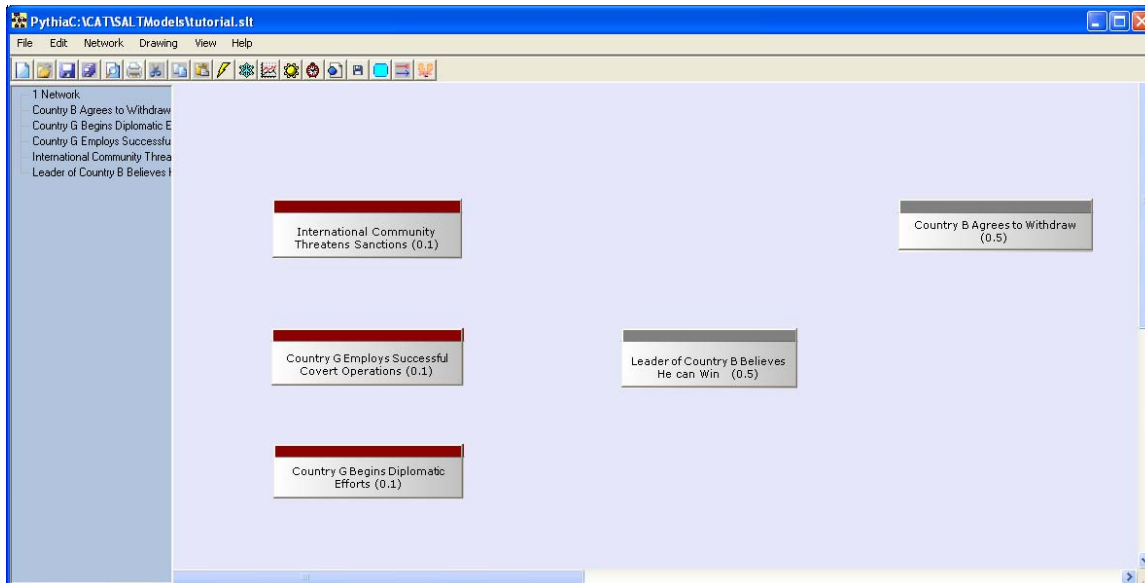 PythiaC:\CAT\SALTModels\tutorial.slt
File Edit Network Drawing View Help
1 Network
Country B Agrees to Withdraw
Country G Begins Diplomatic E
Country G Employs Successfu
International Community Threa
Leader of Country B Believes H
International Community
Threatens Sanctions (0.1)
Country B Agrees to Withdraw
(0.5)
Country G Employs Successful
Covert Operations (0.1)
Leader of Country B Believes
He can Win (0.5)
Country G Begins Diplomatic
Efforts (0.1)